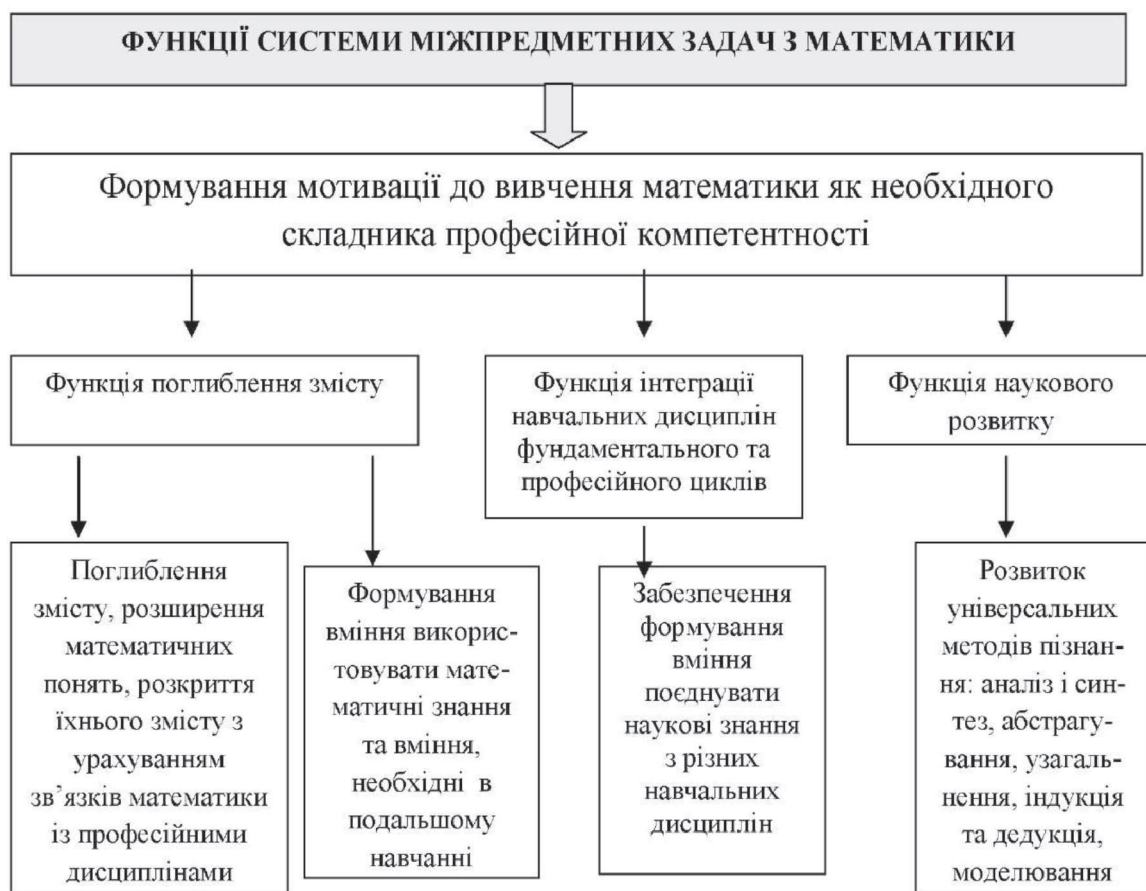 ФУНКЦІЇ СИСТЕМИ МІЖПРЕДМЕТНИХ ЗАДАЧ З МАТЕМАТИКИ
Формування мотивації до вивчення математики як необхідного
складника професійної компетентності
Функція поглиблення змісту
Функція інтеграції
навчальних дисциплін
фундаментального та
професійного циклів
Функція наукового
розвитку
Поглиблення
змісту, розширення
математичних
понять, розкриття
їхнього змісту з
урахуванням
зв’язків математики
із професійними
дисциплінами
Формування
вміння викорис-
товувати мате-
матичні знання
та вміння,
необхідні в
подальшому
навчанні
Забезпечення
формування
вміння
поєднувати
наукові знання
з різних
навчальних
дисциплін
Розвиток
універсальних
методів пізнан-
ня: аналіз і син-
тез, абстрагу-
вання, узагаль-
нення, індукція
та дедукція,
моделювання